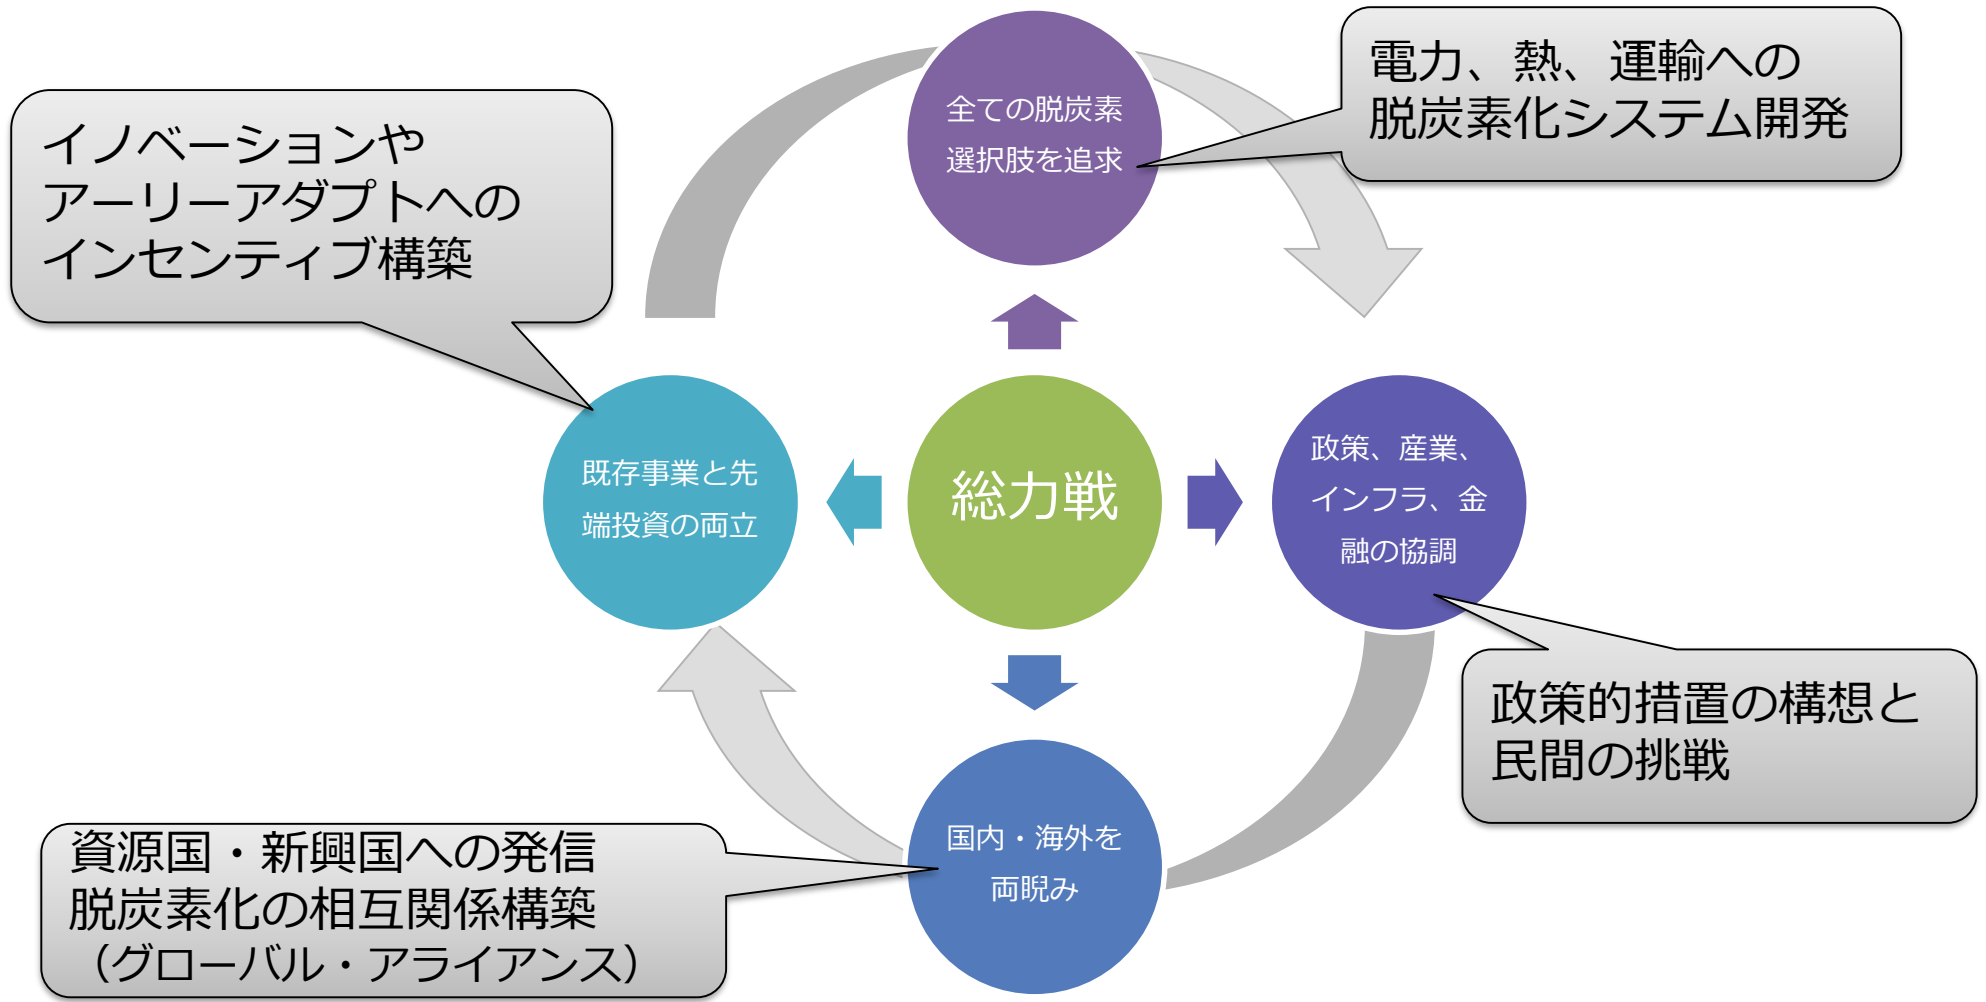 電力、熱、運輸への
脱炭素化システム開発
全ての脱炭素
選択肢を追求
イノベーションや
アーリーアダプトへの
インセンティブ構築
既存事業と先
端投資の両立
総力戦
政策、産業、
インフラ、金
融の協調
政策的措置の構想と
民間の挑戦
国内・海外を
両睨み
資源国・新興国への発信
脱炭素化の相互関係構築
（グローバル・アライアンス）